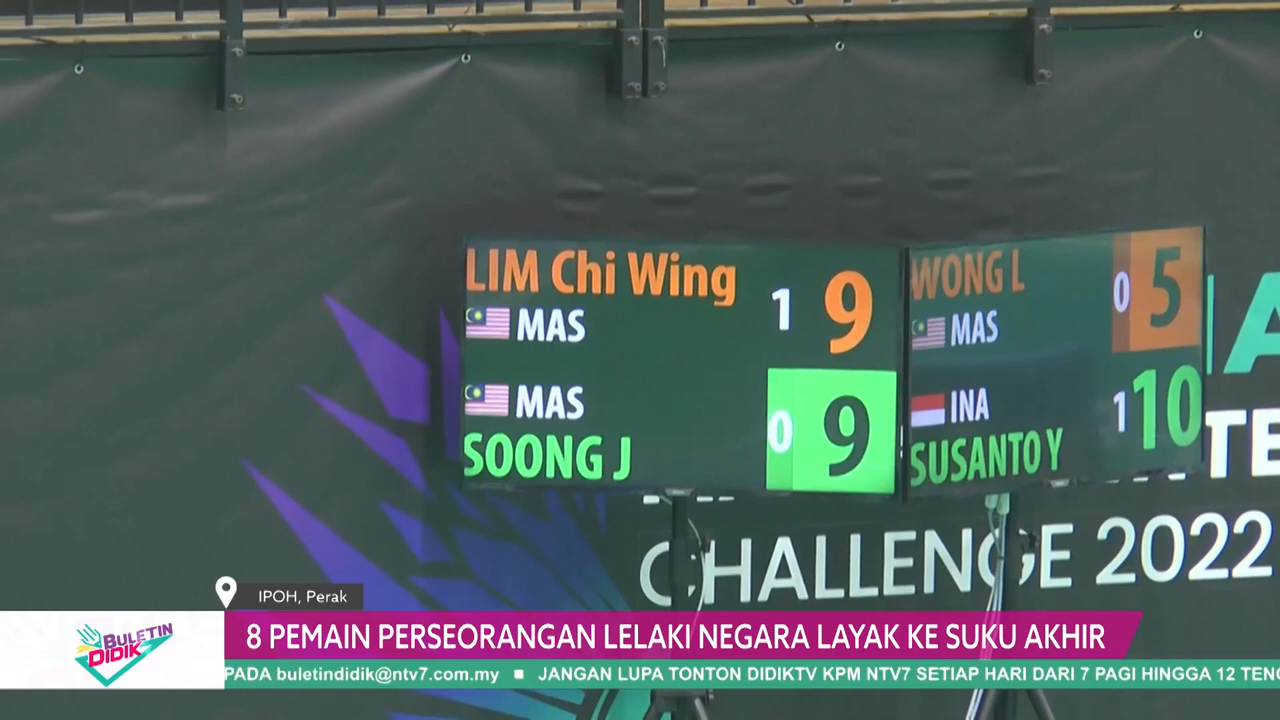 LIM Chi Wing
MAS
1 9
MAS
SOONG J
0 9
WONG L
MAS
0 5
INA
SUSANTO Y
1 10
CHALLENGE 2022
IPOH, Perak
BULETIN DIDIK
8 PEMAIN PERSEORANGAN LELAKI NEGARA LAYAK KE SUKU AKHIR
PADA buletindidik@ntv7.com.my ■ JANGAN LUPA TONTON DIDIKTV KPM NTV7 SETIAP HARI DARI 7 PAGI HINGGA 12 TENG